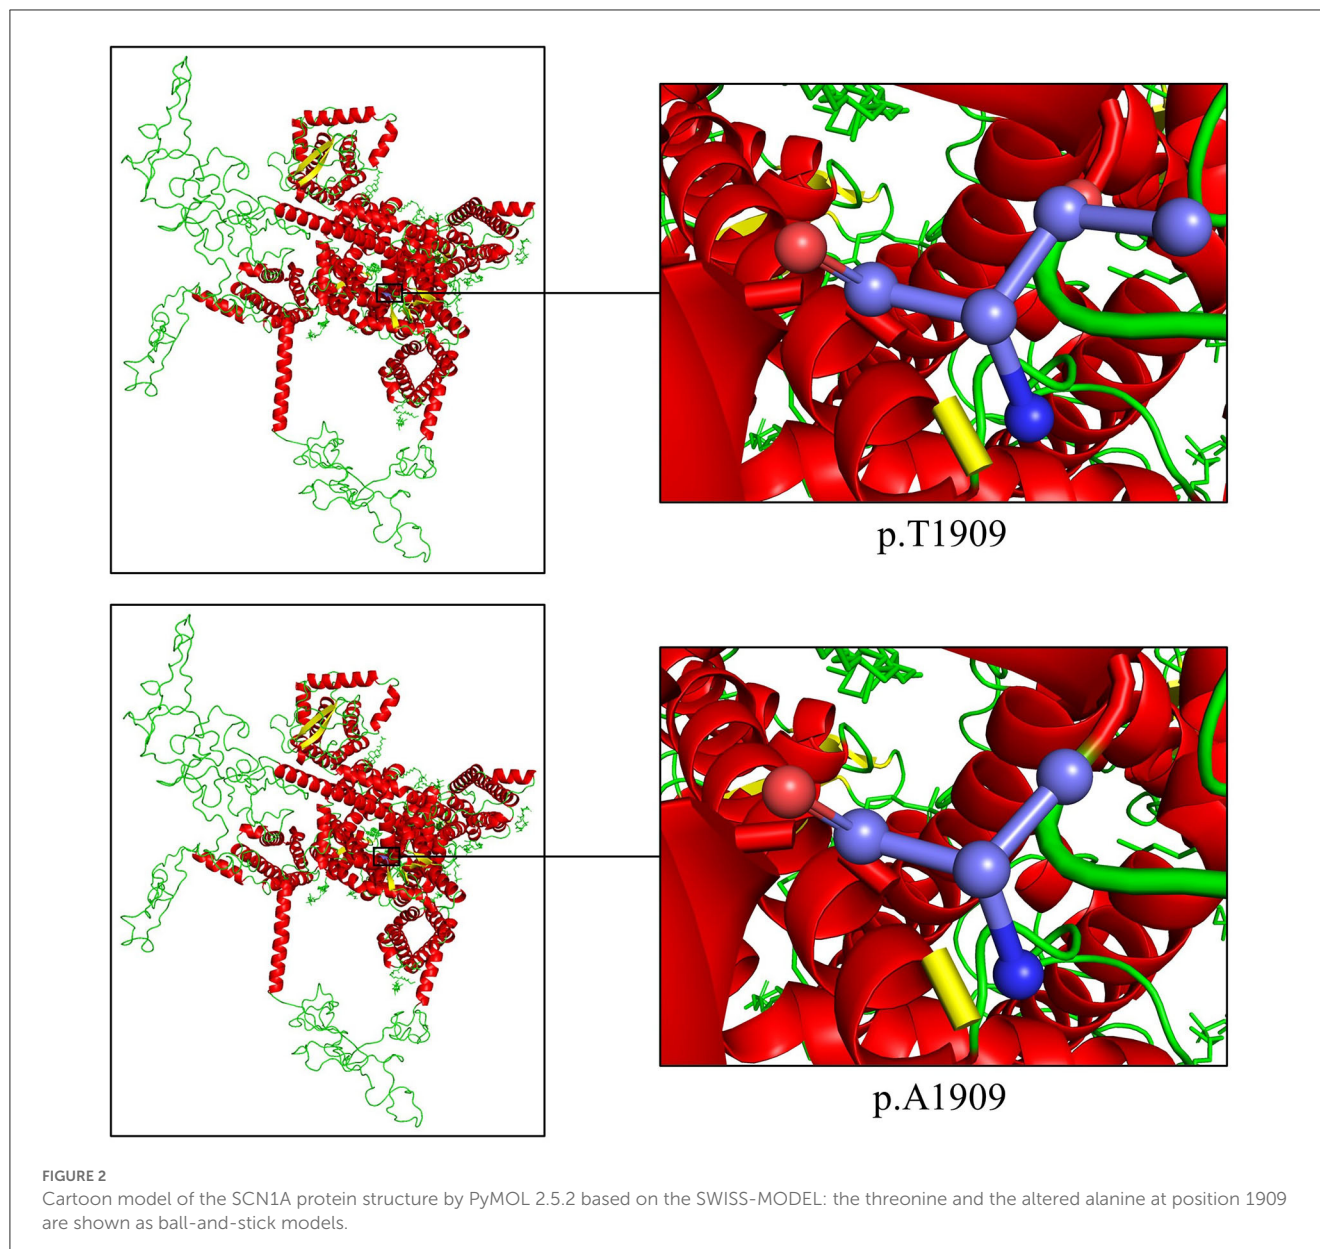 p.T1909
p.A1909
FIGURE 2
Cartoon model of the SCN1A protein structure by PyMOL 2.5.2 based on the SWISS-MODEL: the threonine and the altered alanine at position 1909
are shown as ball-and-stick models.